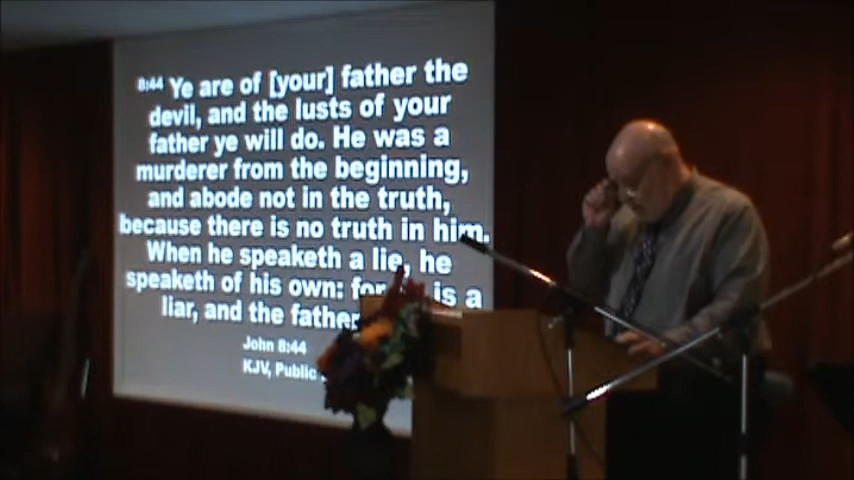 8:44 Ye are of [your] father the
devil, and the lusts of your
father ye will do. He was a
murderer from the beginning,
and abode not in the truth,
because there is no truth in him.
When he speaketh a lie, he
speaketh of his own: for is a
liar, and the father
John 8:44
KJV, Public